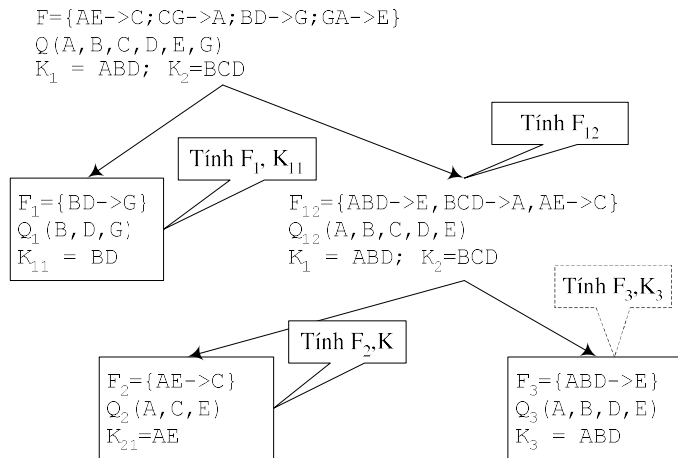 F={AE->C;CG->A;BD->G;GA->E}
Q(A,B,C,D,E,G)
K1 = ABD; K2=BCD
Tính F1, K11
Tính F12
F1={BD->G}
Q1(B,D,G)
K11 = BD
F12={ABD->E,BCD->A,AE->C}
Q12(A,B,C,D,E)
K1 = ABD; K2=BCD
Tính F2,K
Tính F3,K3
F2={AE->C}
Q2(A,C,E)
K21=AE
F3={ABD->E}
Q3(A,B,D,E)
K3 = ABD